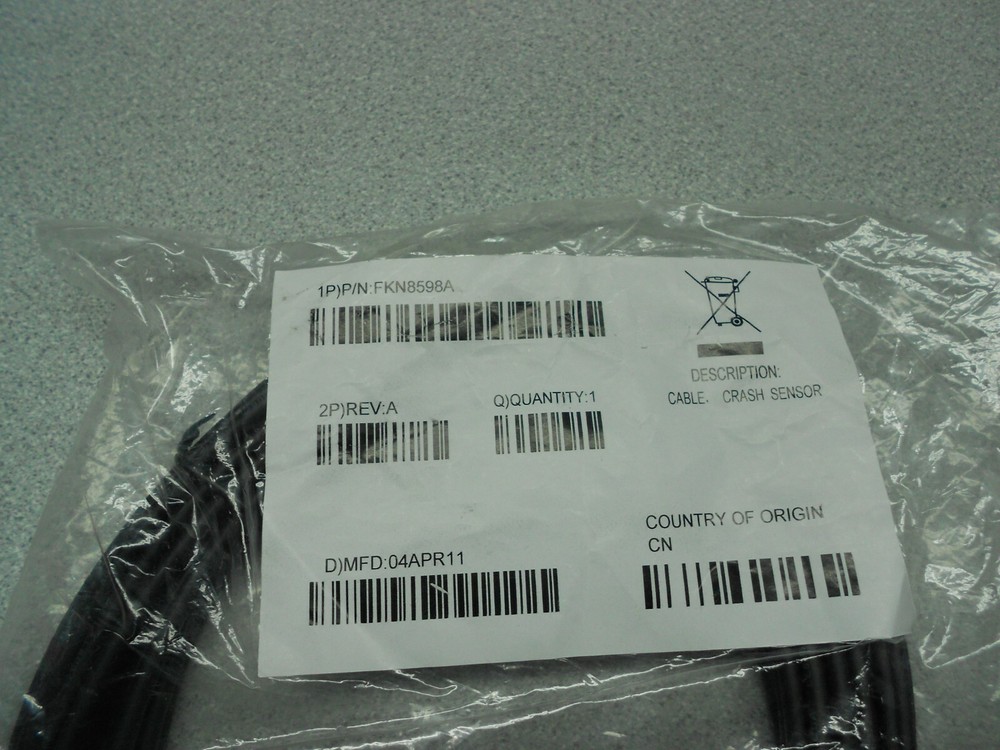 1P)P/N:FKN8598A
2P)REV:A
Q)QUANTITY:1
DESCRIPTION:
CABLE, CRASH SENSOR
D)MFD:04APR11
COUNTRY OF ORIGIN
CN